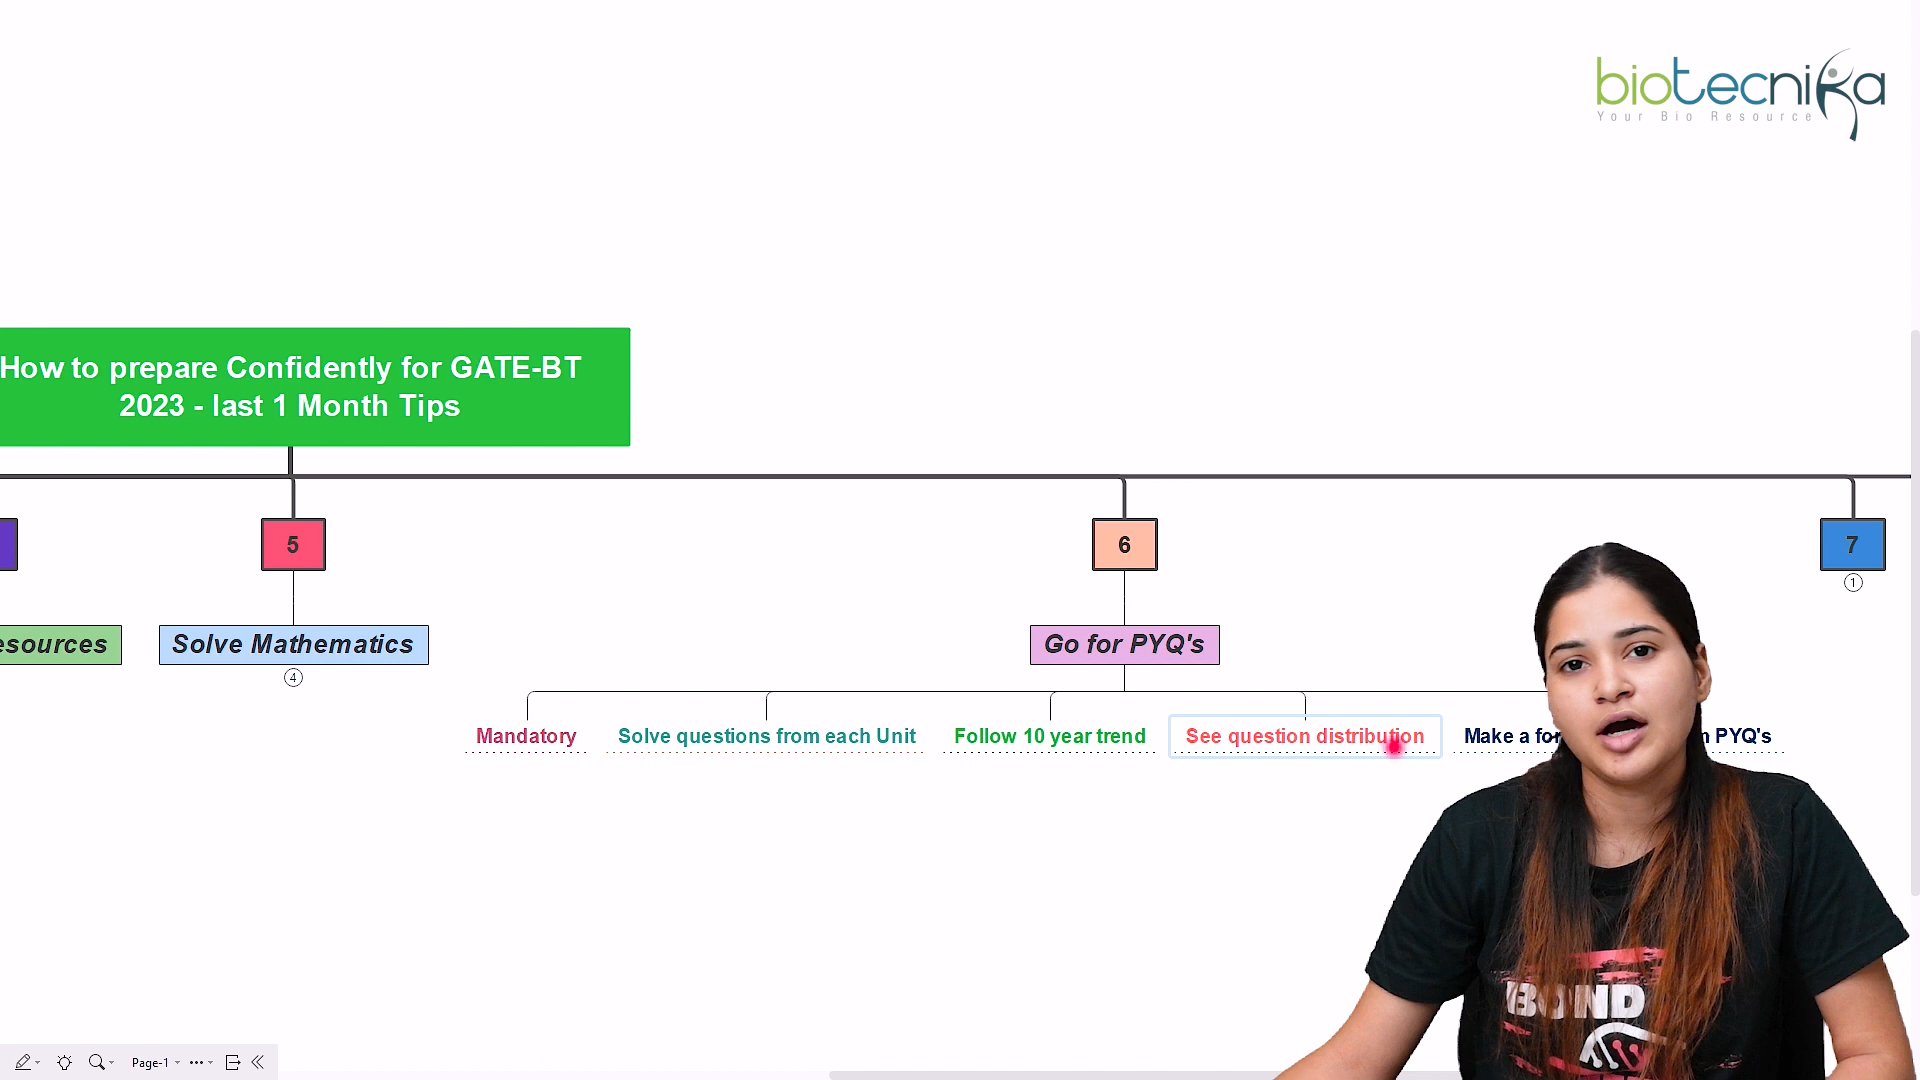 biotecnika
Your Bio Resource
How to prepare Confidently for GATE-BT
2023 - last 1 Month Tips
5
6
7
1
esources
Solve Mathematics
Go for PYQ's
4
Mandatory
Solve questions from each Unit
Follow 10 year trend
See question distribution
Make a for
PYQ's
Page-1